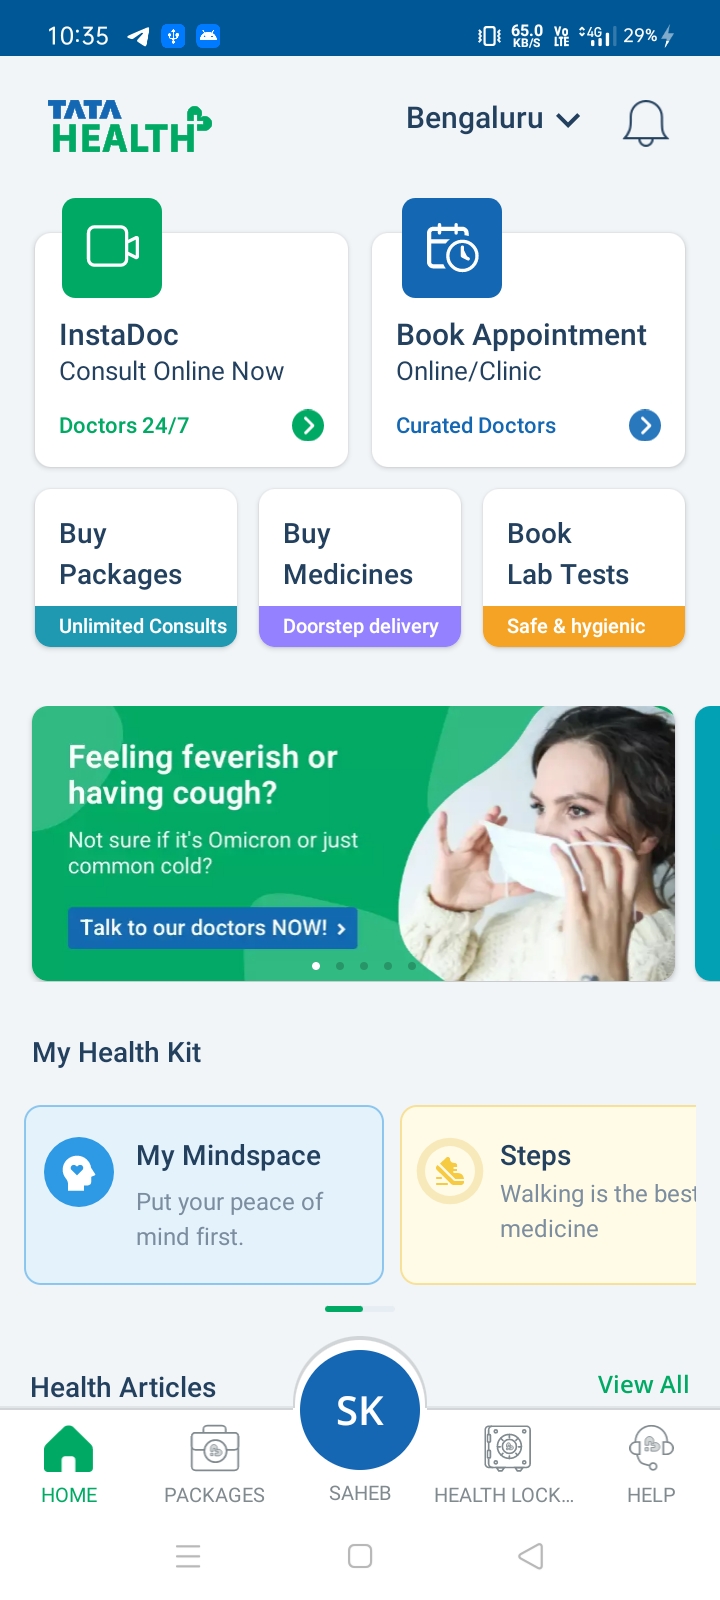 10:35
65.0
KB/S
Vo
LTE
4G
29%
TATA
HEALTH
Bengaluru
InstaDoc
Consult Online Now
Doctors 24/7
Book Appointment
Online/Clinic
Curated Doctors
Buy
Packages
Unlimited Consults
Buy
Medicines
Doorstep delivery
Book
Lab Tests
Safe & hygienic
Feeling feverish or
having cough?
Not sure if it's Omicron or just
common cold?
Talk to our doctors NOW! ›
My Health Kit
My Mindspace
Put your peace of
mind first.
Steps
Walking is the best
medicine
Health Articles
View All
SK
HOME
PACKAGES
SAHEB
HEALTH LOCK...
HELP